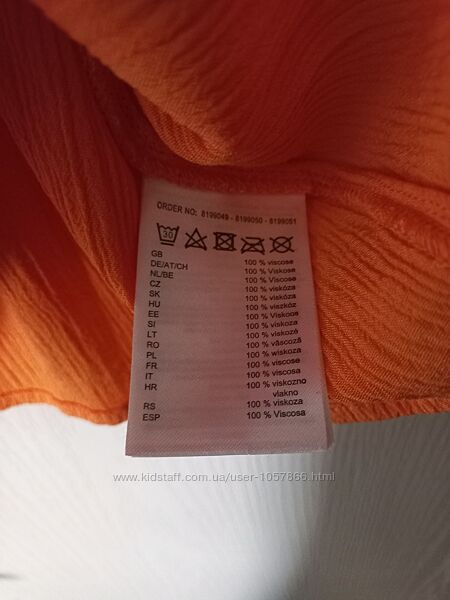 ORDER NO: 8199049 - 8199050 - 8199051
30
GB 100 % viscose
DE/AT/CH 100 % Viskose
NL/BE 100 % Viscose
CZ 100 % viskóza
SK 100 % viskóza
HU 100 % viszkóz
EE 100 % Viskoos
SI 100 % viskoza
LT 100 % viskozė
RO 100 % vâscoză
PL 100 % wiskoza
FR 100 % viscose
IT 100 % viscosa
HR 100 % viskozno
vlakno
RS 100 % viskoza
ESP 100 % Viscosa
www.kidstaff.com.ua/user-1057866.html